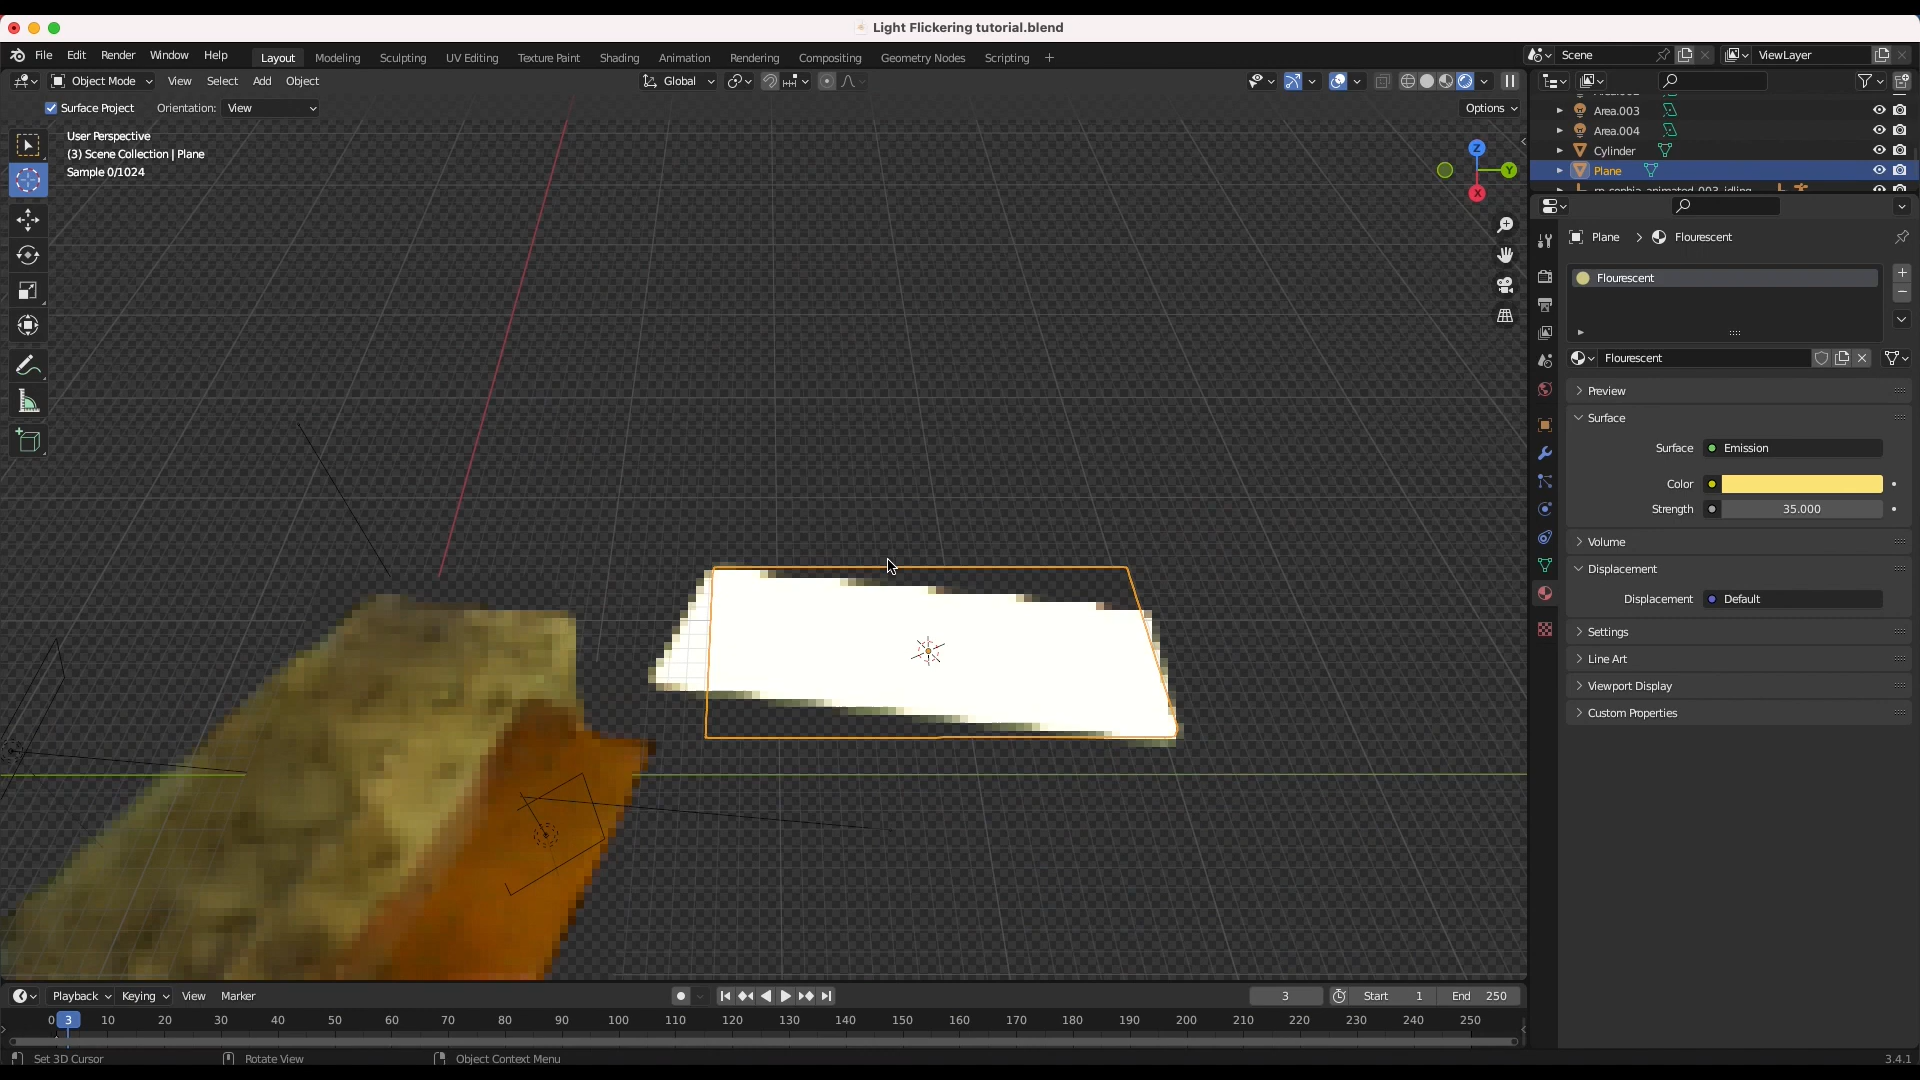 Light Flickering tutorial.blend
File Edit Render Window Help Layout Modeling Sculpting UV Editing Texture Paint Shading Animation Rendering Compositing Geometry Nodes Scripting + Scene ViewLayer
Object Mode View Select Add Object Global
Surface Project Orientation: View Options
User Perspective
(3) Scene Collection | Plane
Sample 0/1024
Z
Y
X
Area.003
Area.004
Cylinder
Plane
Plane > Flourescent
Flourescent
Flourescent
Preview
Surface
Surface Emission
Color
Strength 35.000
Volume
Displacement
Displacement Default
Settings
Line Art
Viewport Display
Custom Properties
Playback Keying View Marker 3 Start 1 End 250
0 3 10 20 30 40 50 60 70 80 90 100 110 120 130 140 150 160 170 180 190 200 210 220 230 240 250
Set 3D Cursor Rotate View Object Context Menu 3.4.1